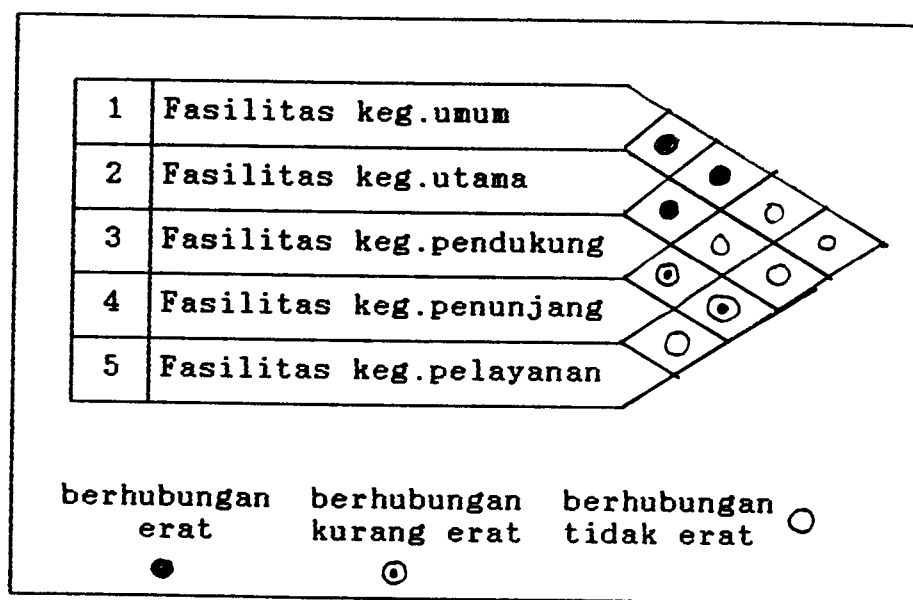 1 Fasilitas keg.umum
2 Fasilitas keg.utama
3 Fasilitas keg.pendukung
4 Fasilitas keg.penunjang
5 Fasilitas keg.pelayanan
berhubungan erat
berhubungan kurang erat
berhubungan tidak erat